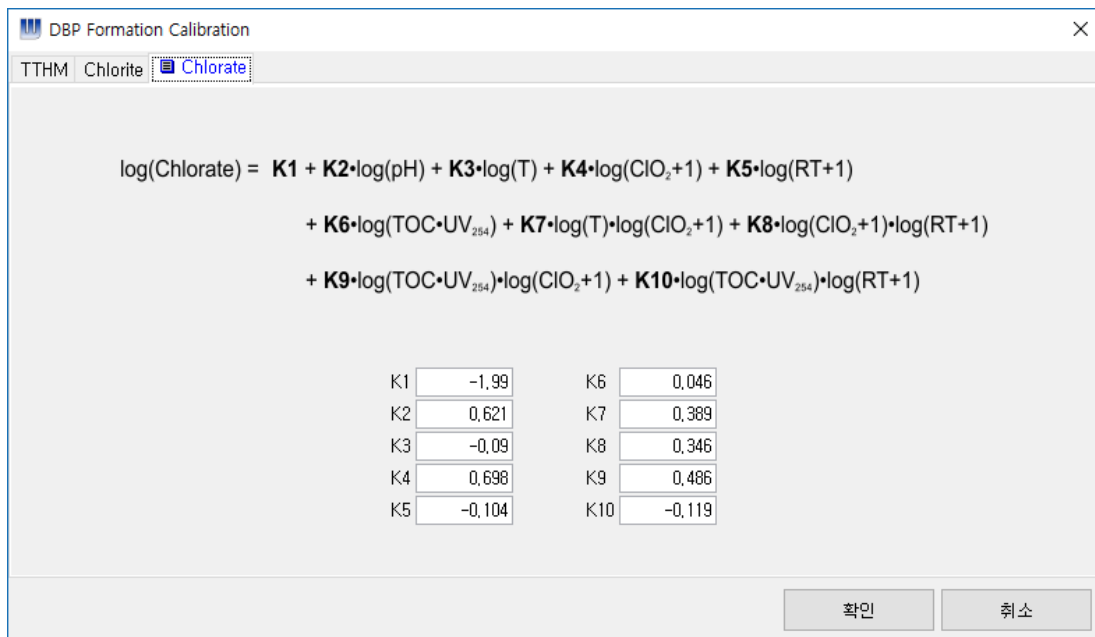 DBP Formation Calibration
TTHM Chlorite Chlorate
log(Chlorate) = K1 + K2•log(pH) + K3•log(T) + K4•log(ClO₂+1) + K5•log(RT+1)
+ K6•log(TOC•UV₂₅₄) + K7•log(T)•log(ClO₂+1) + K8•log(ClO₂+1)•log(RT+1)
+ K9•log(TOC•UV₂₅₄)•log(ClO₂+1) + K10•log(TOC•UV₂₅₄)•log(RT+1)
K1 -1,99 K6 0,046
K2 0,621 K7 0,389
K3 -0,09 K8 0,346
K4 0,698 K9 0,486
K5 -0,104 K10 -0,119
확인 취소